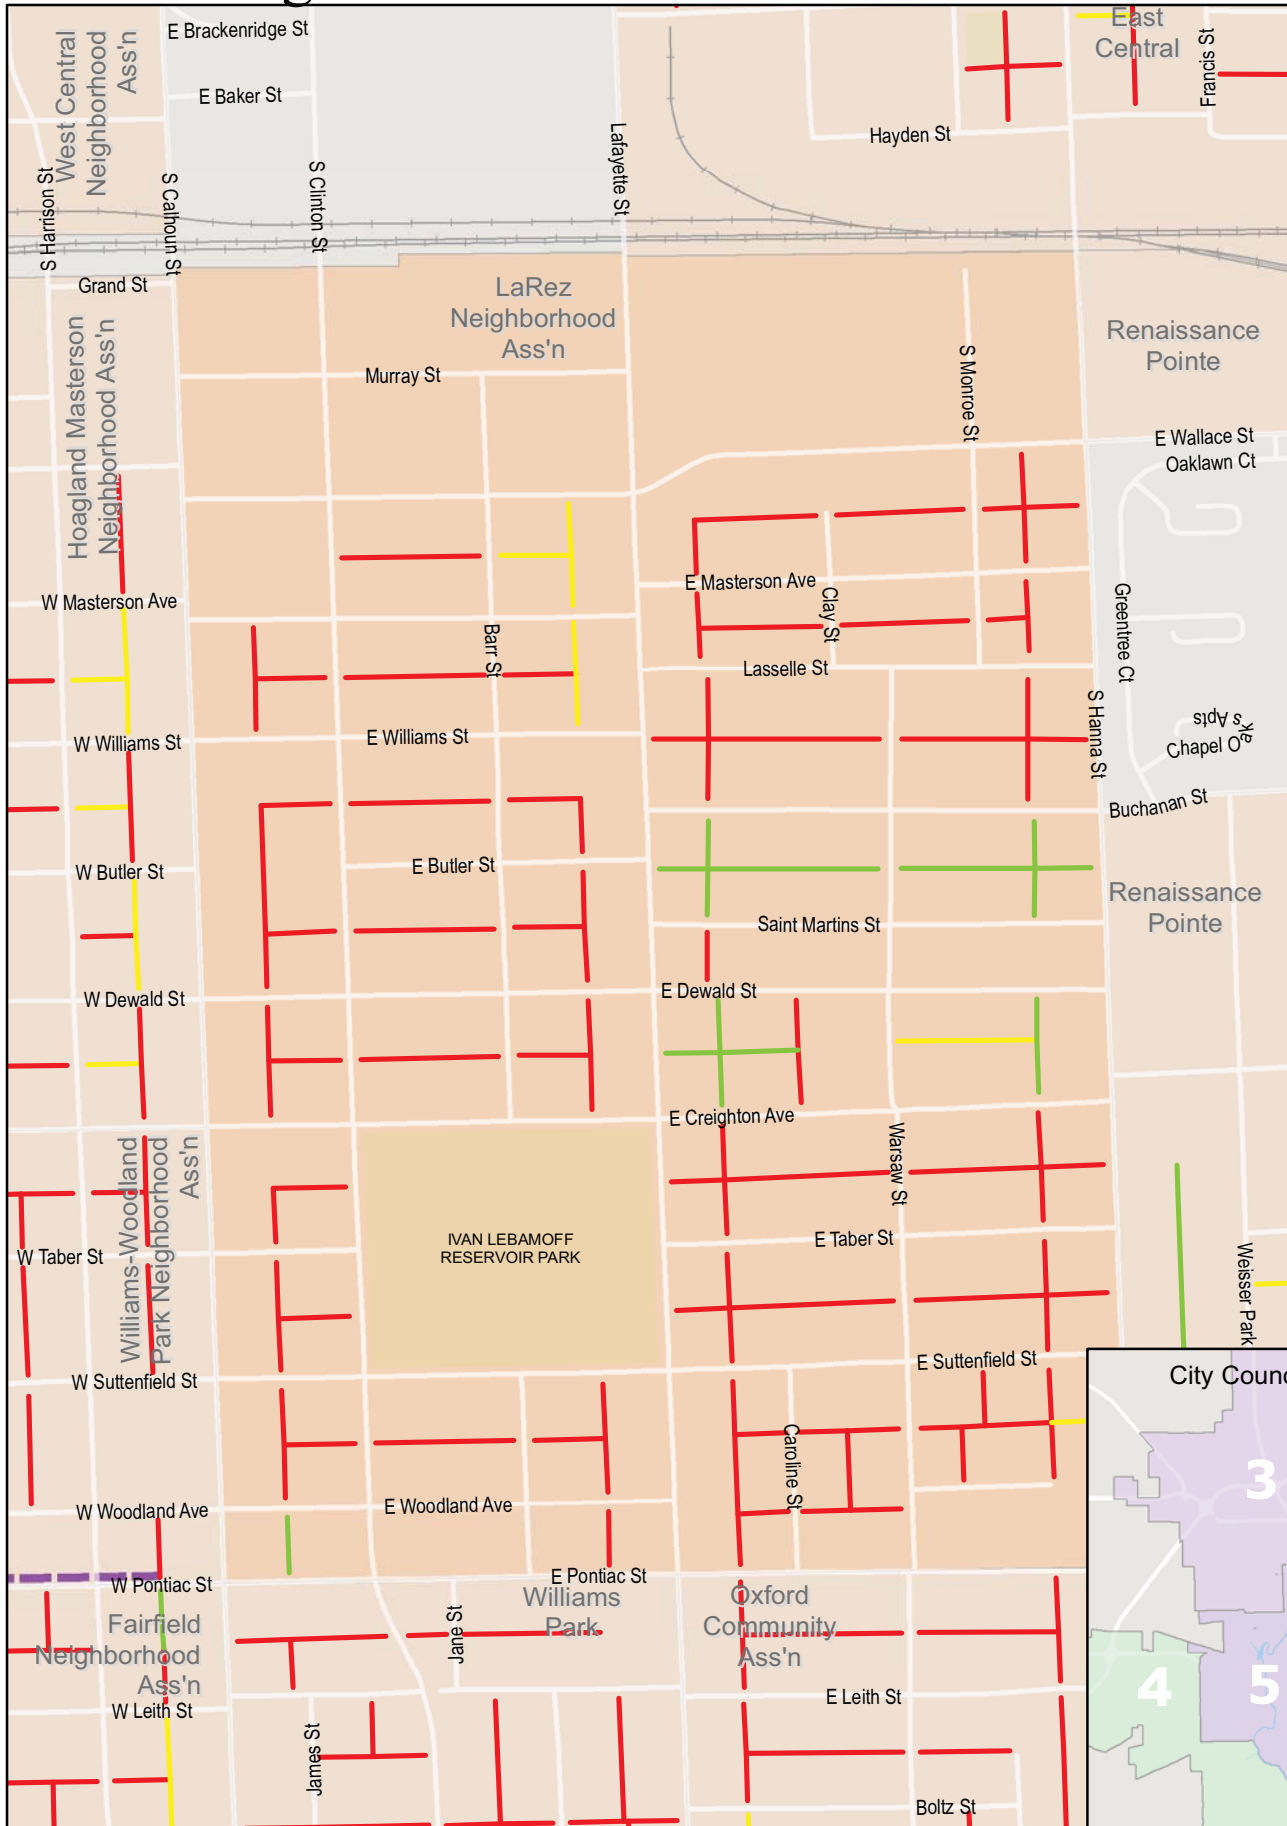 E Brackenridge St
West Central
Neighborhood
Ass'n
E Baker St
East
Central
Francis St
Hayden St
Lafayette St
S Harrison St
S Calhoun St
S Clinton St
Grand St
LaRez
Neighborhood
Ass'n
Renaissance
Pointe
Hoagland Masterson
Neighborhood Ass'n
Murray St
S Monroe St
E Wallace St
Oaklawn Ct
W Masterson Ave
E Masterson Ave
Clay St
Greentree Ct
Barr St
Lasselle St
S Hanna St
W Williams St
E Williams St
Chapel Oaks Apts
Buchanan St
W Butler St
E Butler St
Renaissance
Pointe
Saint Martins St
W Dewald St
E Dewald St
E Creighton Ave
Warsaw St
Williams-Woodland
Park Neighborhood
Ass'n
IVAN LEBAMOFF
RESERVOIR PARK
W Taber St
E Taber St
Weisser Park
W Suttenfield St
E Suttenfield St
City Counc
3
Caroline St
W Woodland Ave
E Woodland Ave
W Pontiac St
E Pontiac St
Fairfield
Neighborhood
Ass'n
Jane St
Williams
Park
Oxford
Community
Ass'n
4
5
W Leith St
E Leith St
James St
Boltz St